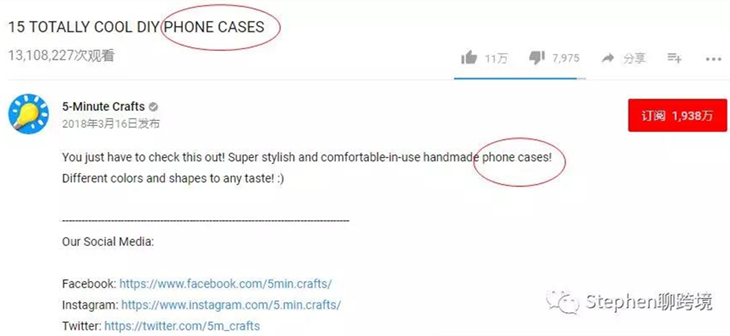 15 TOTALLY COOL DIY PHONE CASES
13,108,227次观看
11万 7,975 分享
5-Minute Crafts
2018年3月16日发布
订阅 1,938万
You just have to check this out! Super stylish and comfortable-in-use handmade phone cases!
Different colors and shapes to any taste! :)
--------------------------------------------------------------------------------
Our Social Media:
Facebook: https://www.facebook.com/5min.crafts/
Instagram: https://www.instagram.com/5.min.crafts/
Twitter: https://twitter.com/5m_crafts
Stephen聊跨境